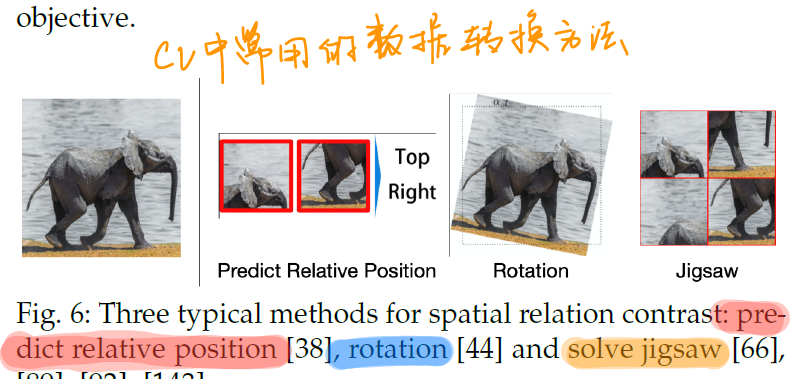 objective.
CV中常用的数据转换方法
Top
Right
Predict Relative Position
Rotation
Jigsaw
Fig. 6: Three typical methods for spatial relation contrast: pre-
dict relative position [38], rotation [44] and solve jigsaw [66],